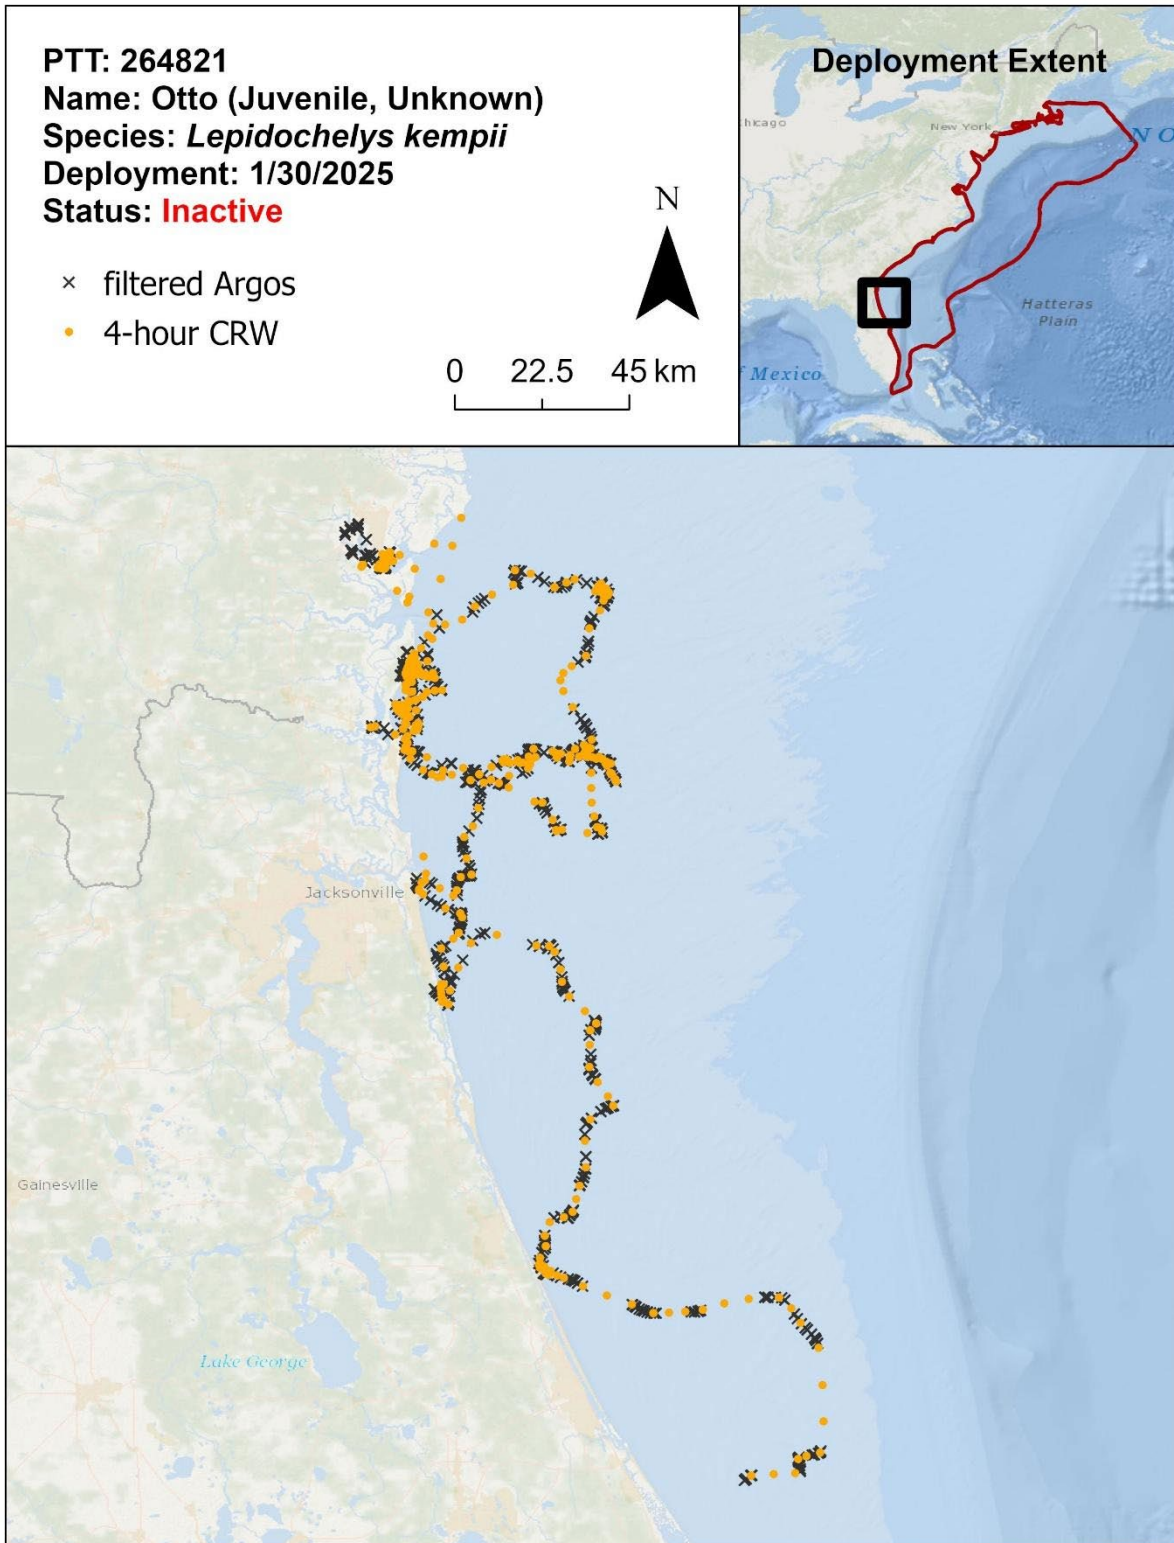 PTT: 264821
Name: Otto (Juvenile, Unknown)
Species: Lepidochelys kempii
Deployment: 1/30/2025
Status: Inactive
filtered Argos
4-hour CRW
N
0 22.5 45 km
Deployment Extent
hicago
New York
N O
Hatteras
Plain
f Mexico
Jacksonville
Gainesville
Lake George